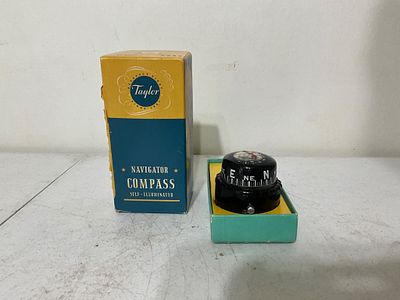 Taylor
NAVIGATOR
COMPASS
SELF-ILLUMINATED
E NE N